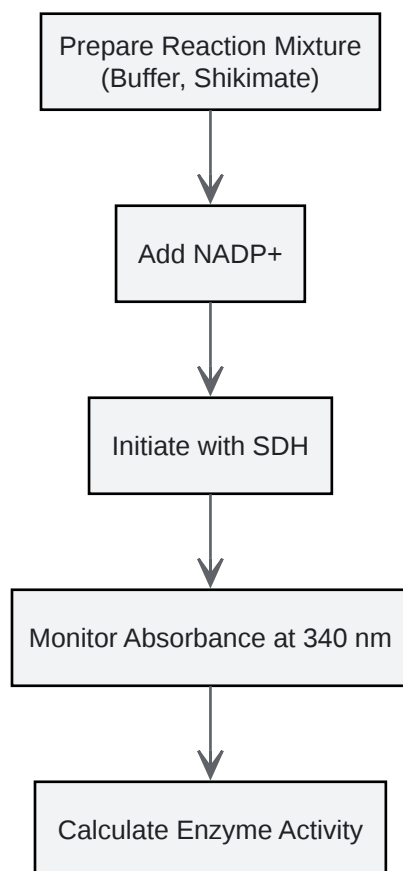 Prepare Reaction Mixture
(Buffer, Shikimate)
Add NADP+
Initiate with SDH
Monitor Absorbance at 340 nm
Calculate Enzyme Activity